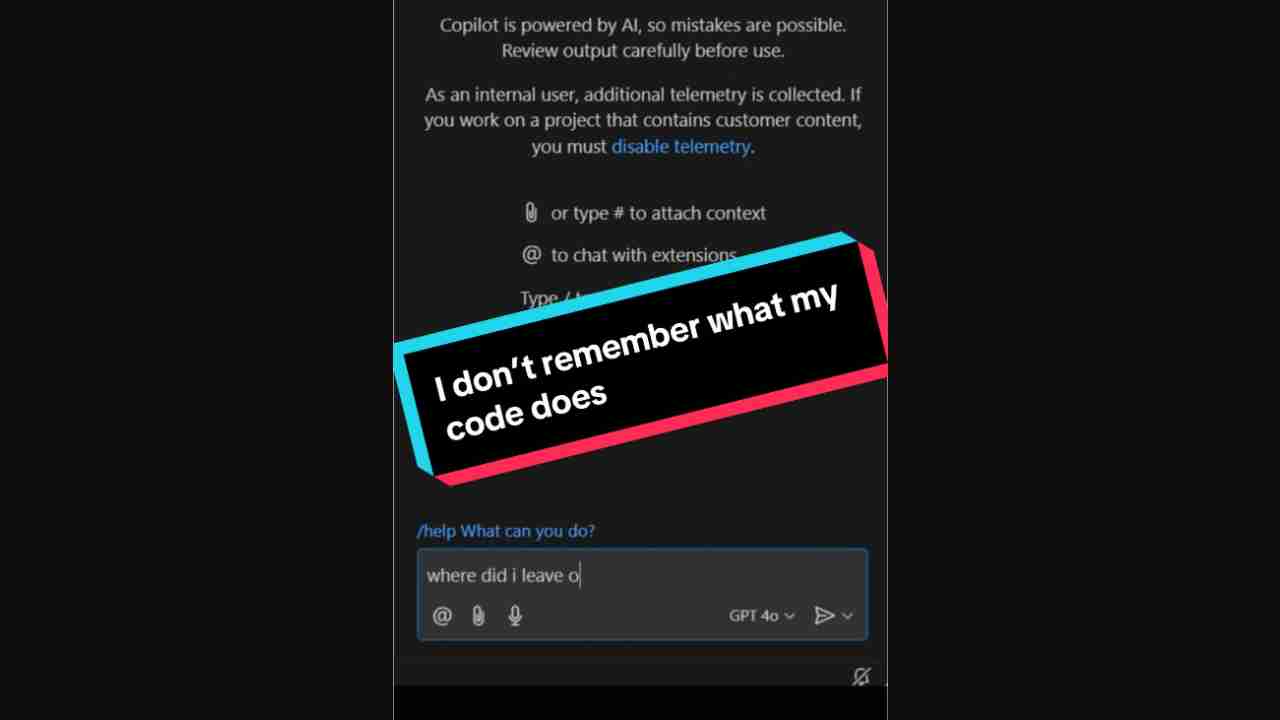 Copilot is powered by AI, so mistakes are possible.
Review output carefully before use.
As an internal user, additional telemetry is collected. If
you work on a project that contains customer content,
you must disable telemetry.
or type # to attach context
@ to chat with extensions
Type /
I don’t remember what my
code does
/help What can you do?
where did i leave o
@
GPT 4o